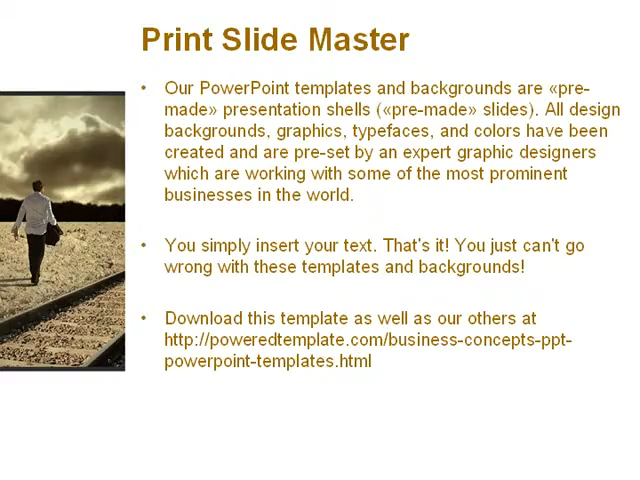 Print Slide Master
• Our PowerPoint templates and backgrounds are «pre-
made» presentation shells («pre-made» slides). All design
backgrounds, graphics, typefaces, and colors have been
created and are pre-set by an expert graphic designers
which are working with some of the most prominent
businesses in the world.
• You simply insert your text. That's it! You just can't go
wrong with these templates and backgrounds!
• Download this template as well as our others at
http://poweredtemplate.com/business-concepts-ppt-
powerpoint-templates.html